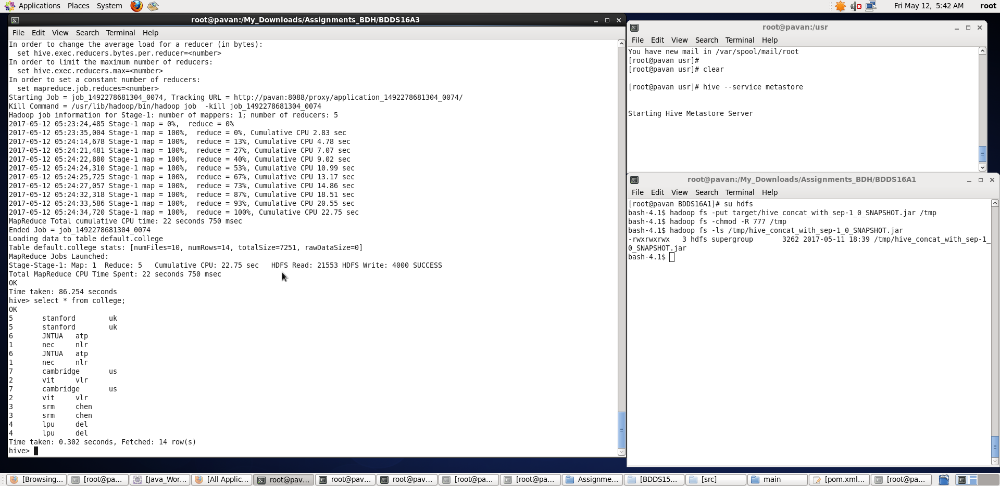 Applications Places System Fri May 12, 5:42 AM root
root@pavan:/My_Downloads/Assignments_BDH/BDDS16A3
File Edit View Search Terminal Help
In order to change the average load for a reducer (in bytes):
  set hive.exec.reducers.bytes.per.reducer=<number>
In order to limit the maximum number of reducers:
  set hive.exec.reducers.max=<number>
In order to set a constant number of reducers:
  set mapreduce.job.reduces=<number>
Starting Job = job_1492278681304_0074, Tracking URL = http://pavan:8088/proxy/application_1492278681304_0074/
Kill Command = /usr/lib/hadoop/bin/hadoop job  -kill job_1492278681304_0074
Hadoop job information for Stage-1: number of mappers: 1; number of reducers: 5
2017-05-12 05:23:24,485 Stage-1 map = 0%,  reduce = 0%
2017-05-12 05:23:35,004 Stage-1 map = 100%,  reduce = 0%, Cumulative CPU 2.83 sec
2017-05-12 05:24:14,678 Stage-1 map = 100%,  reduce = 13%, Cumulative CPU 4.78 sec
2017-05-12 05:24:21,481 Stage-1 map = 100%,  reduce = 27%, Cumulative CPU 7.07 sec
2017-05-12 05:24:22,880 Stage-1 map = 100%,  reduce = 40%, Cumulative CPU 9.02 sec
2017-05-12 05:24:24,310 Stage-1 map = 100%,  reduce = 53%, Cumulative CPU 10.99 sec
2017-05-12 05:24:25,725 Stage-1 map = 100%,  reduce = 67%, Cumulative CPU 13.17 sec
2017-05-12 05:24:27,057 Stage-1 map = 100%,  reduce = 73%, Cumulative CPU 14.86 sec
2017-05-12 05:24:32,318 Stage-1 map = 100%,  reduce = 87%, Cumulative CPU 18.51 sec
2017-05-12 05:24:33,586 Stage-1 map = 100%,  reduce = 93%, Cumulative CPU 20.55 sec
2017-05-12 05:24:34,720 Stage-1 map = 100%,  reduce = 100%, Cumulative CPU 22.75 sec
MapReduce Total cumulative CPU time: 22 seconds 750 msec
Ended Job = job_1492278681304_0074
Loading data to table default.college
Table default.college stats: [numFiles=10, numRows=14, totalSize=7251, rawDataSize=0]
MapReduce Jobs Launched:
Stage-Stage-1: Map: 1  Reduce: 5   Cumulative CPU: 22.75 sec   HDFS Read: 21553 HDFS Write: 4000 SUCCESS
Total MapReduce CPU Time Spent: 22 seconds 750 msec
OK
Time taken: 86.254 seconds
hive> select * from college;
OK
5 stanford uk
5 stanford uk
6 JNTUA atp
1 nec nlr
6 JNTUA atp
1 nec nlr
7 cambridge us
2 vit vlr
7 cambridge us
2 vit vlr
3 srm chen
3 srm chen
4 lpu del
4 lpu del
Time taken: 0.302 seconds, Fetched: 14 row(s)
hive>
root@pavan:/usr
File Edit View Search Terminal Help
You have new mail in /var/spool/mail/root
[root@pavan usr]#
[root@pavan usr]# clear
[root@pavan usr]# hive --service metastore
Starting Hive Metastore Server
root@pavan:/My_Downloads/Assignments_BDH/BDDS16A1
File Edit View Search Terminal Help
[root@pavan BDDS16A1]# su hdfs
bash-4.1$ hadoop fs -put target/hive_concat_with_sep-1_0_SNAPSHOT.jar /tmp
bash-4.1$ hadoop fs -chmod -R 777 /tmp
bash-4.1$ hadoop fs -ls /tmp/hive_concat_with_sep-1_0_SNAPSHOT.jar
-rwxrwxrwx   3 hdfs supergroup       3262 2017-05-11 18:39 /tmp/hive_concat_with_sep-1_
0_SNAPSHOT.jar
bash-4.1$
[Browsing... [root@pa... [Java_Wor... [All Applic... root@pav... root@pav... root@pav... [root@pa... [root@pa... Assignme... [BDDS15... [src] main [pom.xml... [root@pa...